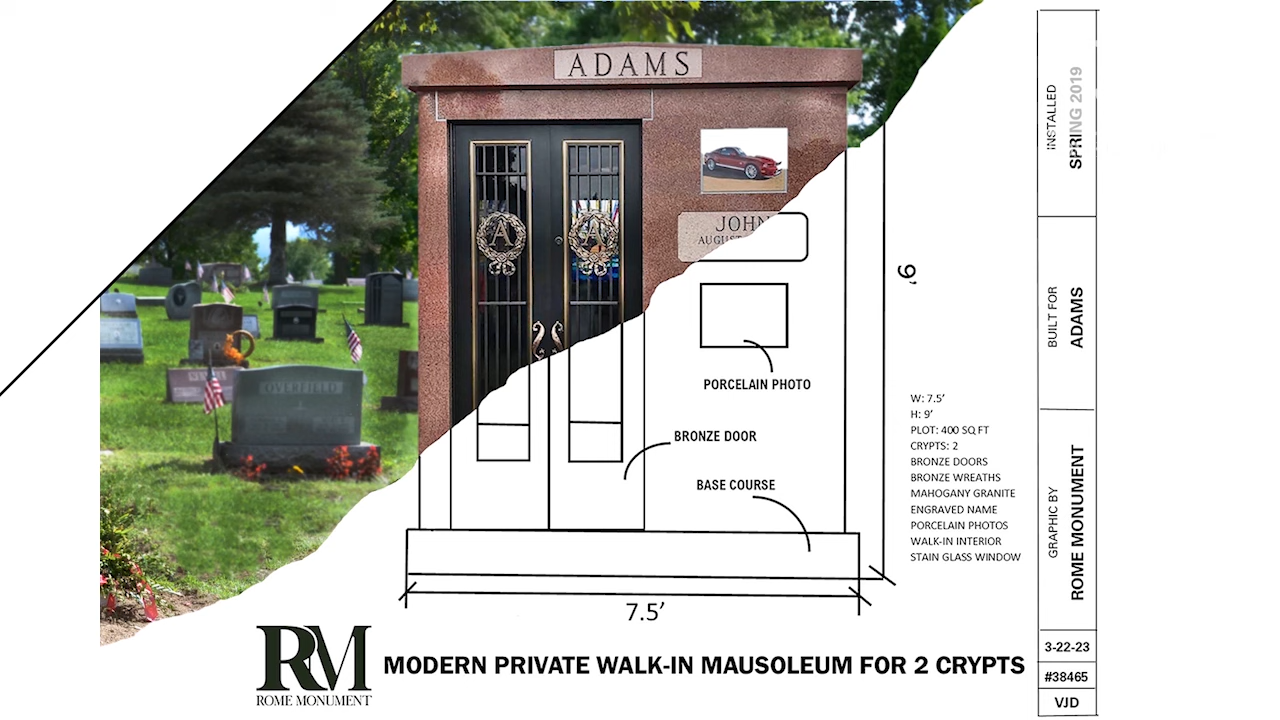 ADAMS
A
A
JOHN
AUGUST
OVERFIELD
PORCELAIN PHOTO
BRONZE DOOR
BASE COURSE
9'
7.5'
W: 7.5'
H: 9'
PLOT: 400 SQ FT
CRYPTS: 2
BRONZE DOORS
BRONZE WREATHS
MAHOGANY GRANITE
ENGRAVED NAME
PORCELAIN PHOTOS
WALK-IN INTERIOR
STAIN GLASS WINDOW
INSTALLED
SPRING 2019
BUILT FOR
ADAMS
GRAPHIC BY
ROME MONUMENT
3-22-23
#38465
VJD
RM
ROME MONUMENT
MODERN PRIVATE WALK-IN MAUSOLEUM FOR 2 CRYPTS